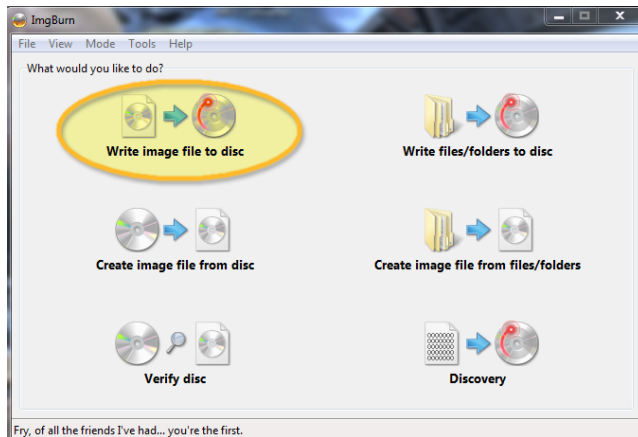 ImgBurn
File View Mode Tools Help
What would you like to do?
Write image file to disc
Write files/folders to disc
Create image file from disc
Create image file from files/folders
Verify disc
Discovery
Fry, of all the friends I've had... you're the first.